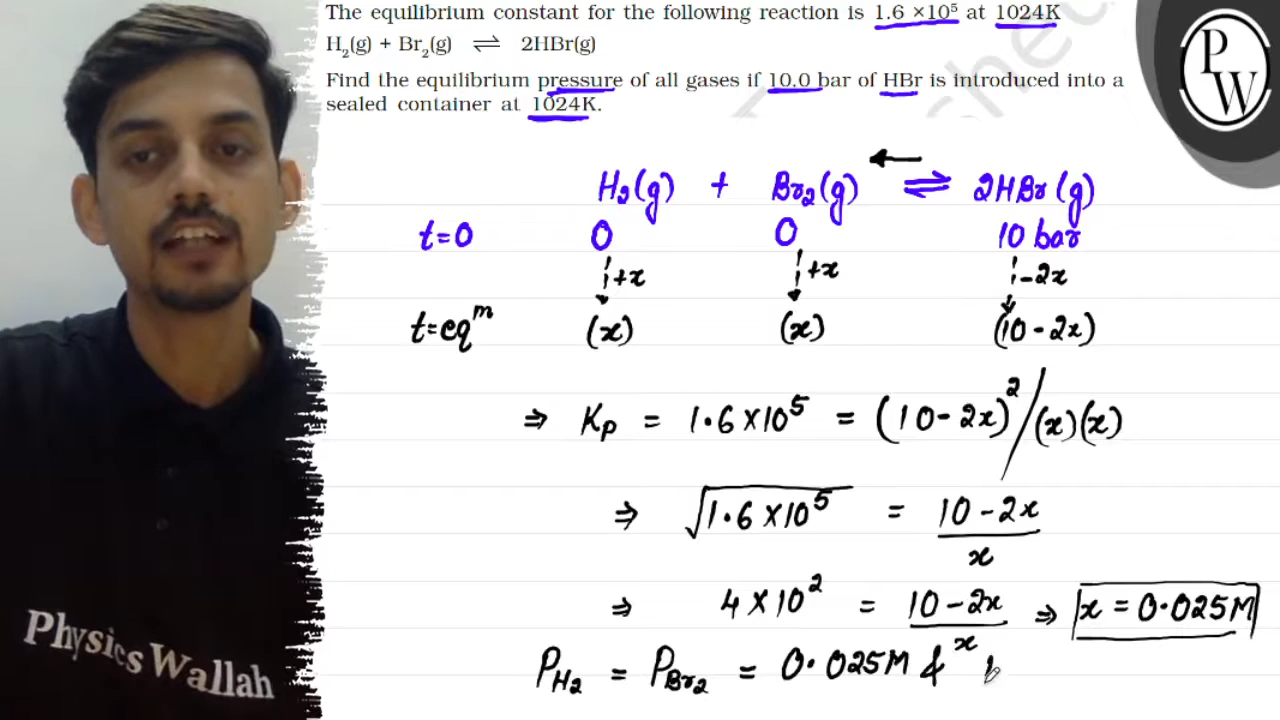 The equilibrium constant for the following reaction is 1.6 ×10⁵ at 1024K
H₂(g) + Br₂(g) ⇌ 2HBr(g)
Find the equilibrium pressure of all gases if 10.0 bar of HBr is introduced into a
sealed container at 1024K.
PW
H₂(g) + Br₂(g) ⇌ 2HBr(g)
t=0 0 0 10 bar
+x +x -2x
t=eqᵐ (x) (x) (10-2x)
⇒ Kp = 1.6×10⁵ = (10-2x)²/(x)(x)
⇒ √1.6×10⁵ = 10-2x/x
⇒ 4×10² = 10-2x/x ⇒ x = 0.025M
P_H₂ = P_Br₂ = 0.025M &
Physics Wallah